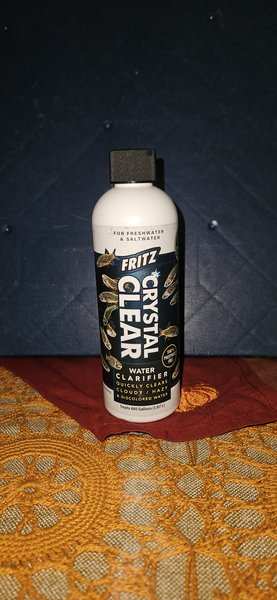 FOR FRESHWATER
& SALTWATER
FRITZ
CRYSTAL
CLEAR
WATER
CLARIFIER
QUICKLY CLEARS
CLOUDY / HAZY
& DISCOLORED WATER